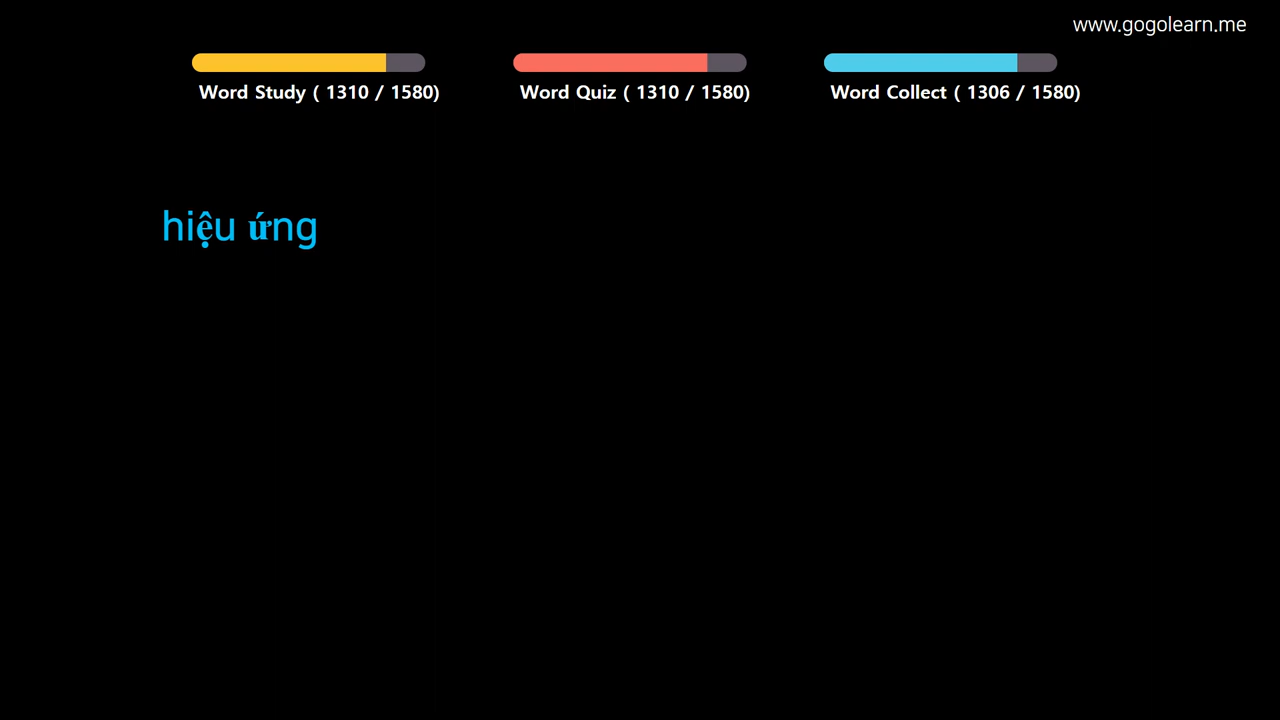 www.gogolearn.me
Word Study ( 1310 / 1580)
Word Quiz ( 1310 / 1580)
Word Collect ( 1306 / 1580)
hiệu ứng